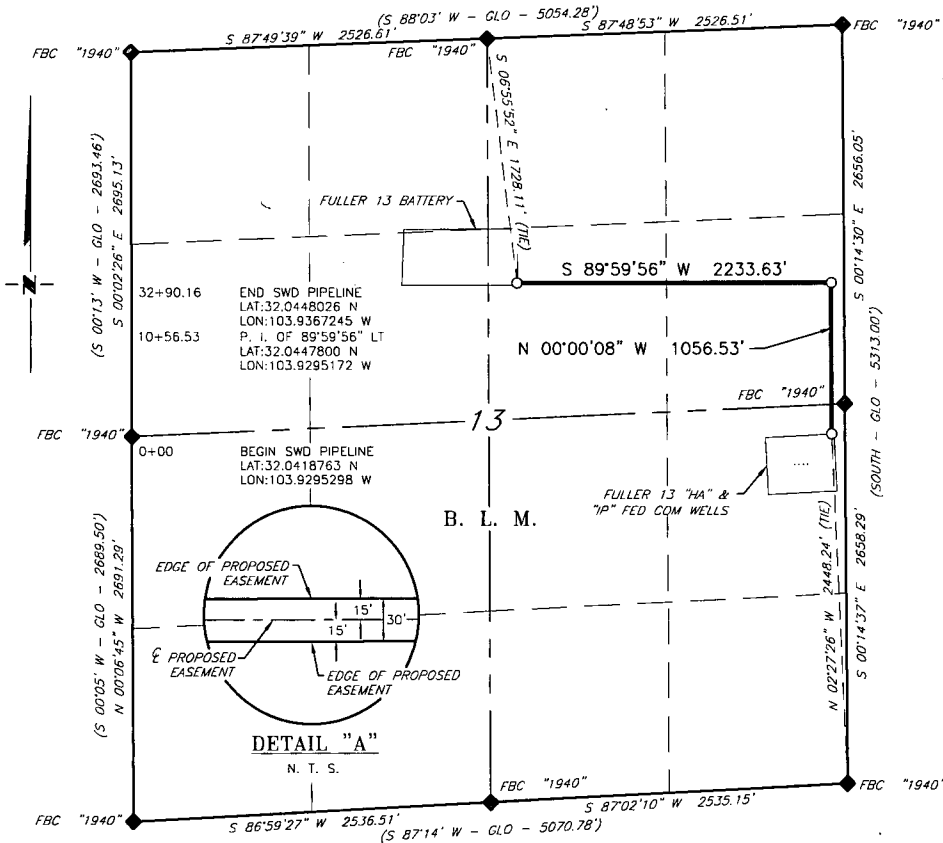 (S 88°03' W - GLO - 5054.28')
S 87°49'39" W 2526.61'
S 87°48'53" W 2526.51'
FBC "1940"
FBC "1940"
FBC "1940"
S 06°55'52" E 1728.11' (TIE)
(S 00°13' W - GLO - 2693.46')
S 00°02'26" E 2695.13'
S 00°14'30" E 2656.05'
FULLER 13 BATTERY
S 89°59'56" W 2233.63'
N
32+90.16 END SWD PIPELINE
LAT:32.0448026 N
LON:103.9367245 W
10+56.53 P. I. OF 89°59'56" LT
LAT:32.0447800 N
LON:103.9295172 W
N 00°00'08" W 1056.53'
FBC "1940"
13
FBC "1940"
(SOUTH - GLO - 5313.00')
0+00 BEGIN SWD PIPELINE
LAT:32.0418763 N
LON:103.9295298 W
FULLER 13 "HA" &
"IP" FED COM WELLS
B. L. M.
(S 00°05' W - GLO - 2689.50')
N 00°06'45" W 2691.29'
EDGE OF PROPOSED
EASEMENT
15'
30'
15'
℄ PROPOSED
EASEMENT
EDGE OF PROPOSED
EASEMENT
N 02°27'26" W 2448.24' (TIE)
S 00°14'37" E 2658.29'
DETAIL "A"
N. T. S.
FBC "1940"
FBC "1940"
FBC "1940"
S 86°59'27" W 2536.51'
S 87°02'10" W 2535.15'
(S 87°14' W - GLO - 5070.78')